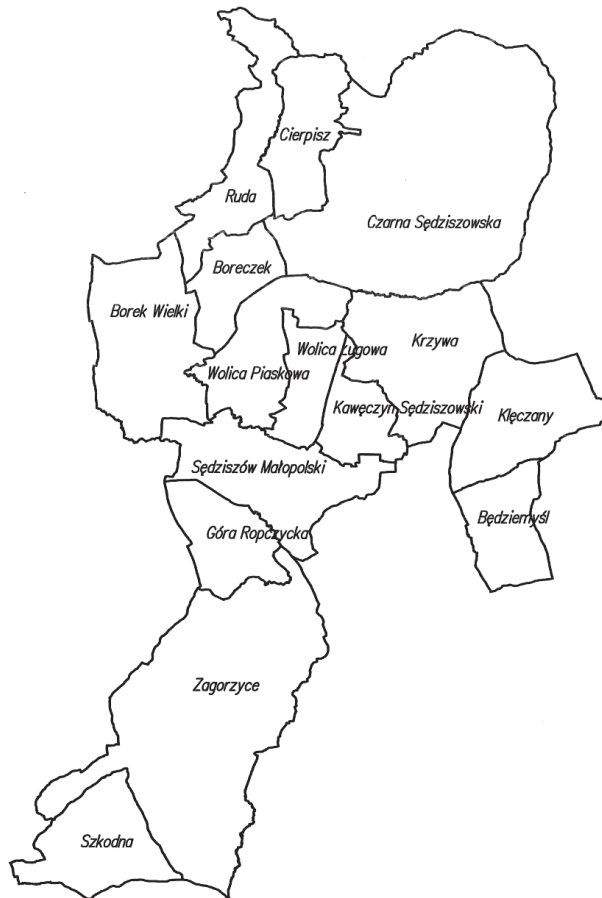 Cierpisz
Ruda
Czarna Sędziszowska
Boreczek
Borek Wielki
Krzywa
Wolica Ługowa
Wolica Piaskowa
Kawęczyn Sędziszowski
Klęczany
Sędziszów Małopolski
Będziemyśl
Góra Ropczycka
Zagorzyce
Szkodna